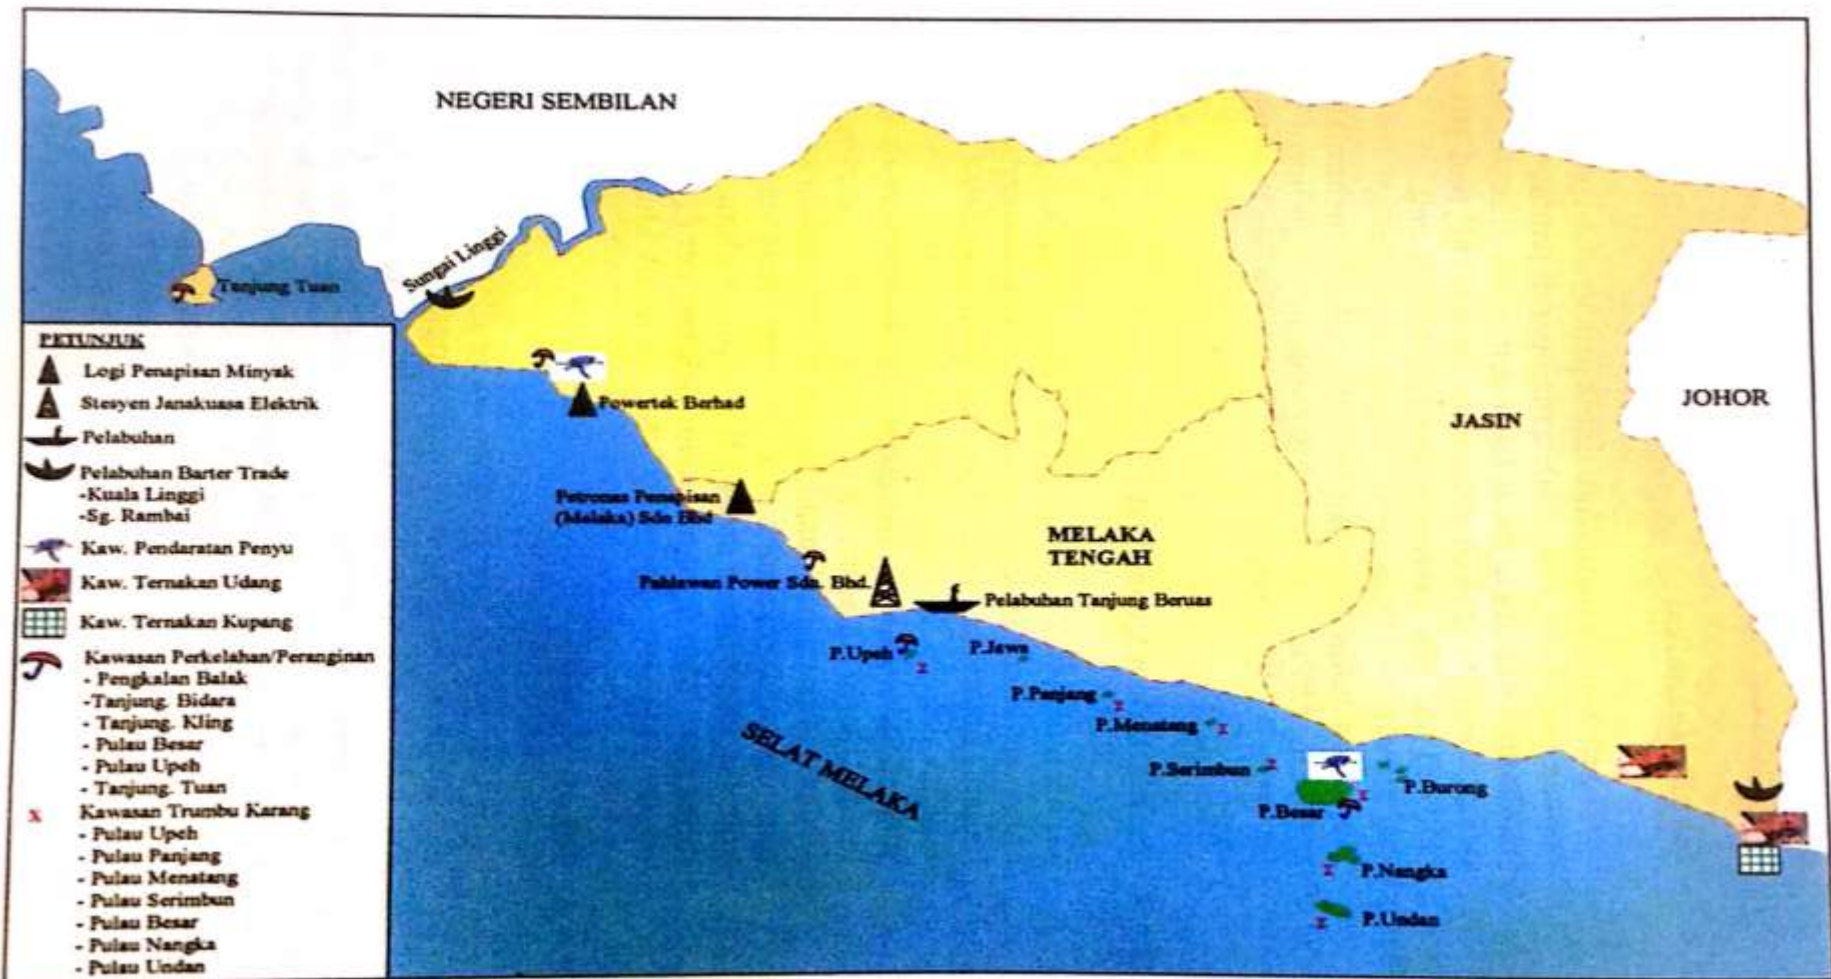 NEGERI SEMBILAN
Sungai Linggi
Tanjung Tuan
JOHOR
JASIN
Powertek Berhad
Petronas Penapisan
(Melaka) Sdn Bhd
MELAKA
TENGAH
Pahlawan Power Sdn. Bhd.
Pelabuhan Tanjung Beruas
P.Upeh
P.Jawa
P.Panjang
P.Menatang
P.Serimbun
P.Burong
P.Besar
P.Nangka
P.Undan
SELAT MELAKA
PETUNJUK
Logi Penapisan Minyak
Stesyen Janakuasa Elektrik
Pelabuhan
Pelabuhan Barter Trade
-Kuala Linggi
-Sg. Rambai
Kaw. Pendaratan Penyu
Kaw. Ternakan Udang
Kaw. Ternakan Kupang
Kawasan Perkelahan/Peranginan
- Pengkalan Balak
-Tanjung. Bidara
- Tanjung. Kling
- Pulau Besar
- Pulau Upeh
- Tanjung. Tuan
x Kawasan Trumbu Karang
- Pulau Upeh
- Pulau Panjang
- Pulau Menatang
- Pulau Serimbun
- Pulau Besar
- Pulau Nangka
- Pulau Undan